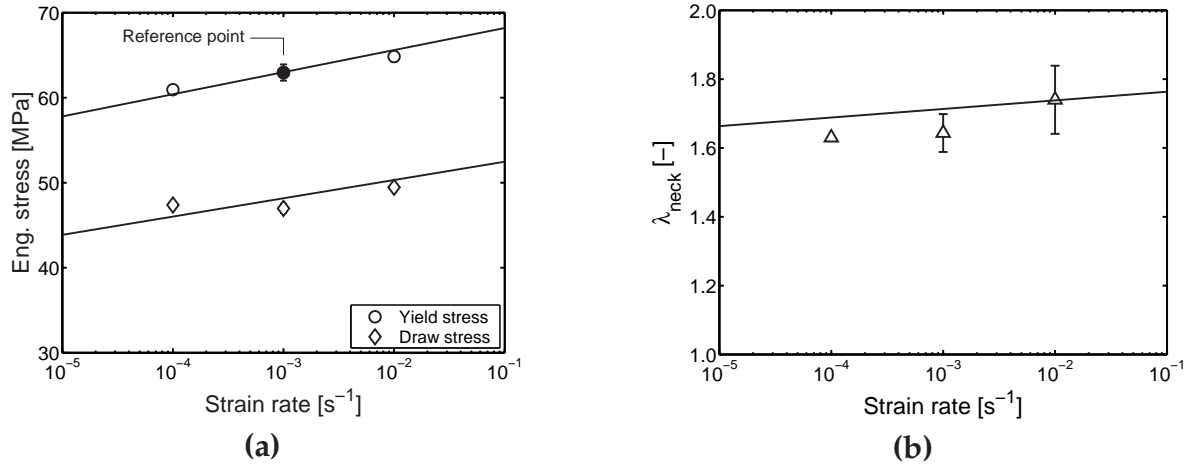 70
60
50
40
30
Eng. stress [MPa]
Reference point
Yield stress
Draw stress
10⁻⁵ 10⁻⁴ 10⁻³ 10⁻² 10⁻¹
Strain rate [s⁻¹]
(a)
2.0
1.8
1.6
1.4
1.2
1.0
λneck [−]
10⁻⁵ 10⁻⁴ 10⁻³ 10⁻² 10⁻¹
Strain rate [s⁻¹]
(b)